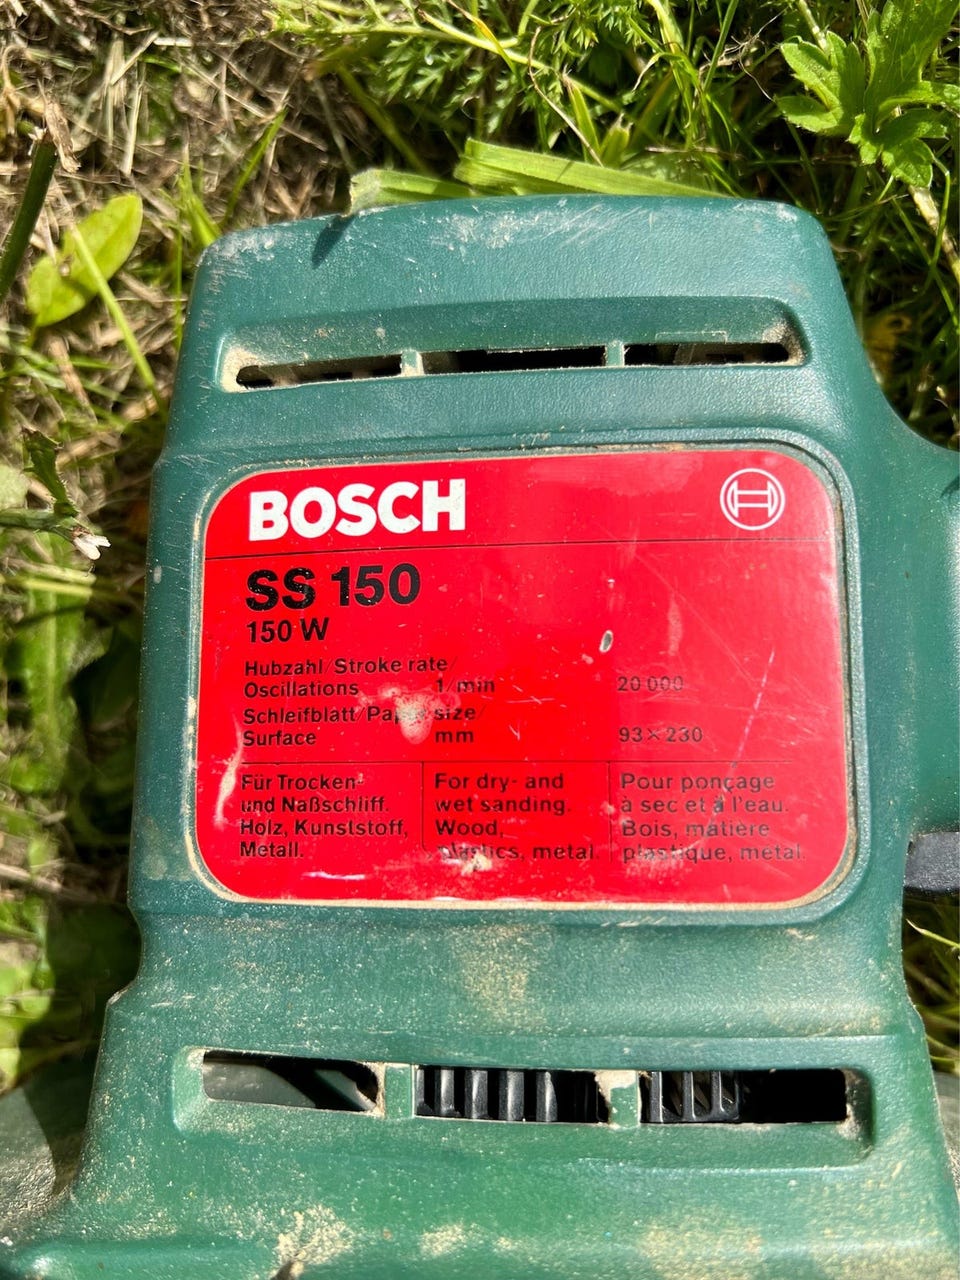 BOSCH
SS 150
150 W
Hubzahl/Stroke rate/
Oscillations 1/min 20 000
Schleifblatt/Paper size/
Surface mm 93×230
Für Trocken-
und Naßschliff.
Holz, Kunststoff,
Metall.
For dry- and
wet sanding.
Wood,
plastics, metal.
Pour ponçage
à sec et à l'eau.
Bois, matière
plastique, metal.